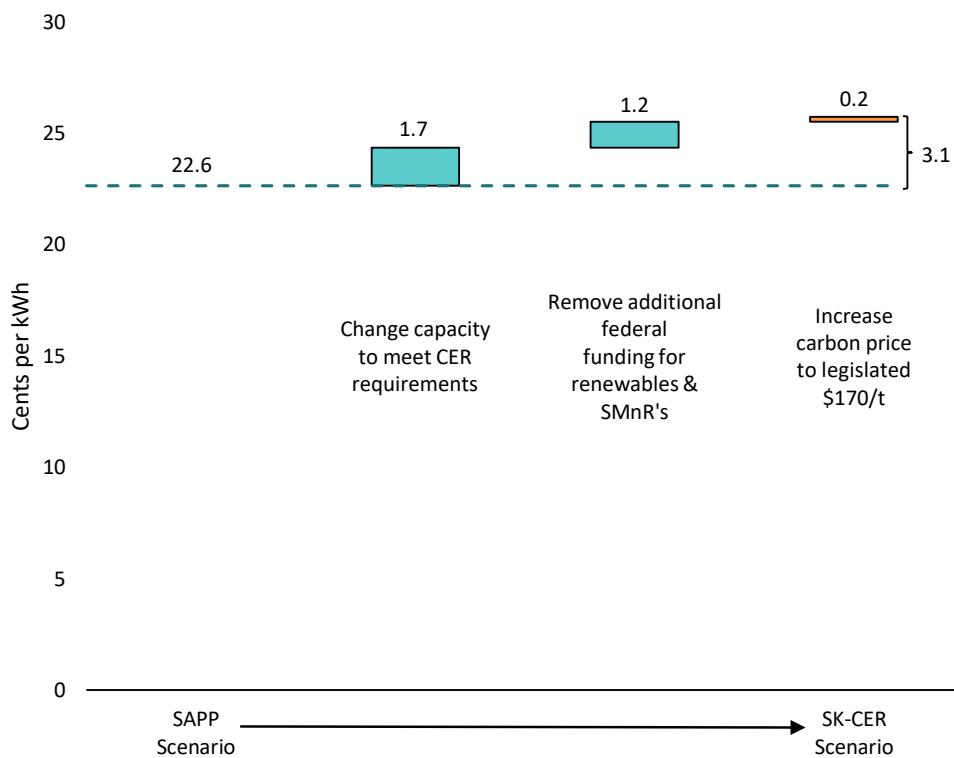 30
25
20
15
10
5
0
Cents per kWh
22.6
1.7
1.2
0.2
3.1
Change capacity
to meet CER
requirements
Remove additional
federal
funding for
renewables &
SMnR's
Increase
carbon price
to legislated
$170/t
SAPP
Scenario
SK-CER
Scenario